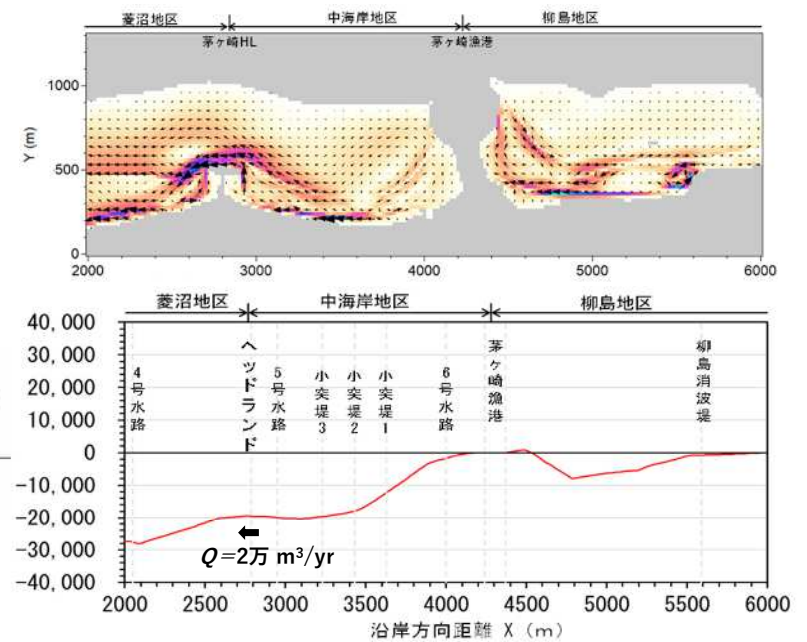 菱沼地区 中海岸地区 柳島地区
茅ヶ崎HL 茅ヶ崎漁港
1000
500
0
Y (m)
2000 3000 4000 5000 6000
菱沼地区 中海岸地区 柳島地区
40,000
30,000
20,000
10,000
0
-10,000
-20,000
-30,000
-40,000
4号水路
ヘッドランド
5号水路
小突堤3
小突堤2
小突堤1
6号水路
茅ヶ崎漁港
柳島消波堤
Q=2万 m³/yr
2000 2500 3000 3500 4000 4500 5000 5500 6000
沿岸方向距離 X (m)